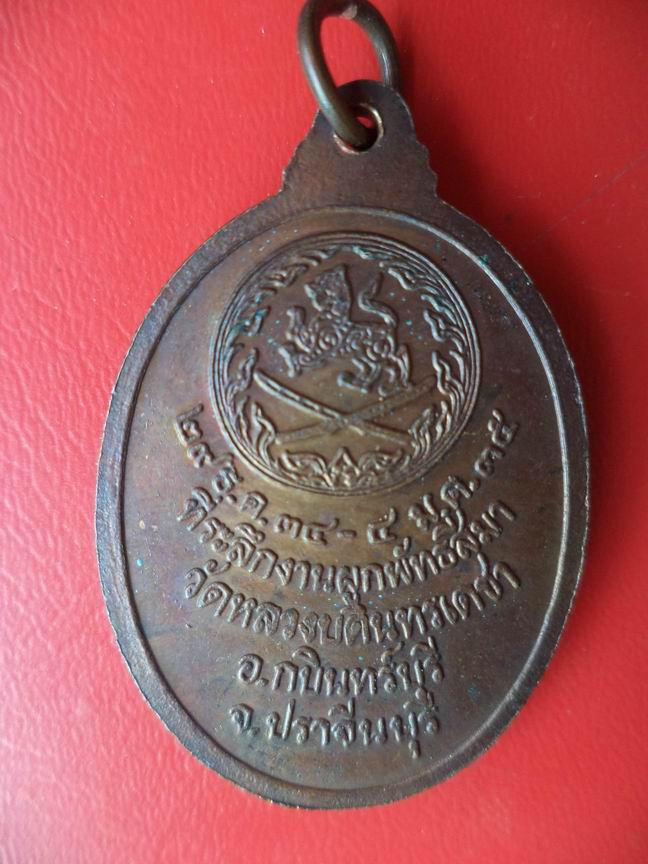 ๒๙ ธ.ค.๓๔ - ๕ ม.ค.๓๕
ที่ระลึกงานผูกพัทธสีมา
วัดหลวงบดินทรเดชา
อ.กบินทร์บุรี
จ.ปราจีนบุรี